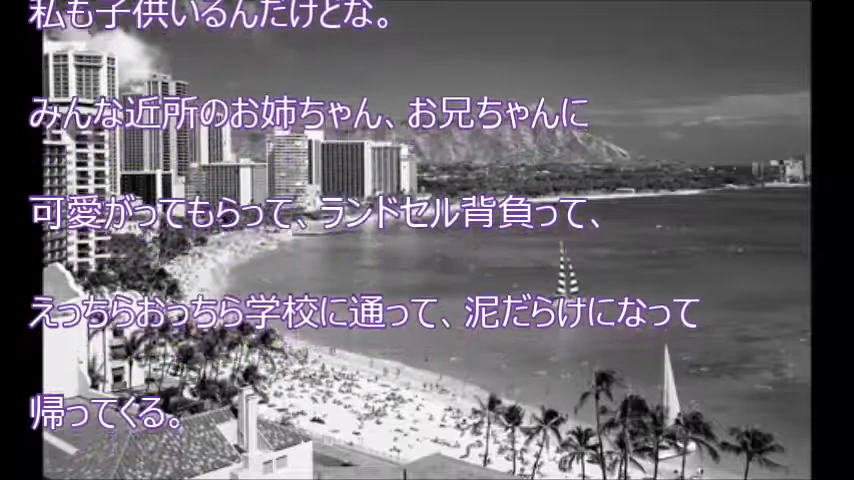 私も子供いるんだけどな。
みんな近所のお姉ちゃん、お兄ちゃんに
可愛がってもらって、ランドセル背負って、
えっちらおっちら学校に通って、泥だらけになって
帰ってくる。